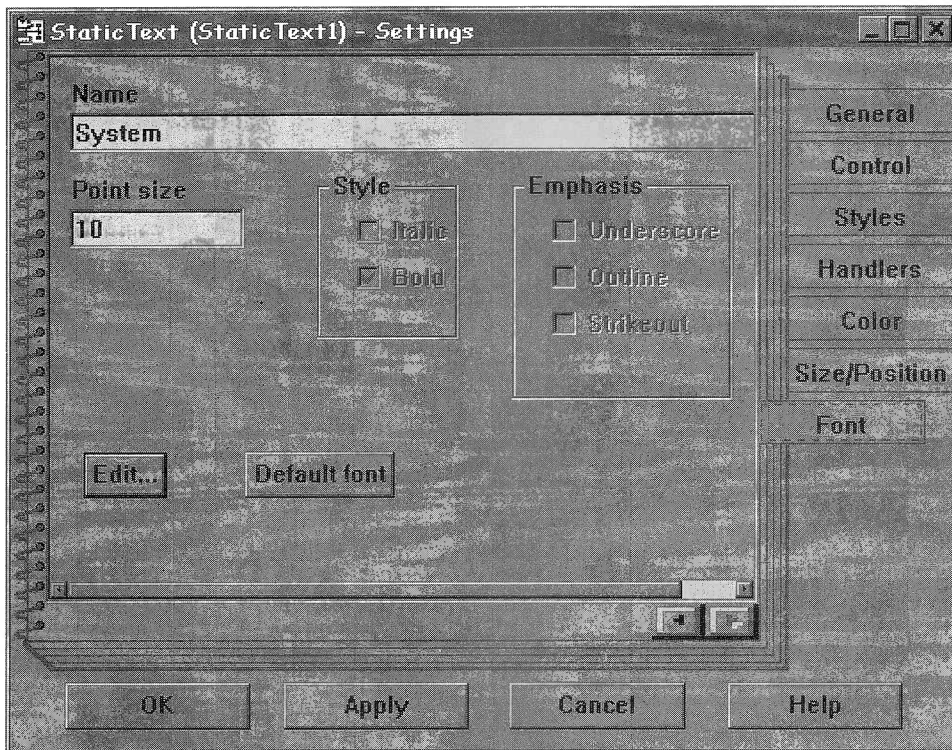 StaticText (StaticText1) - Settings
Name
System
Point size
10
Style
Italic
Bold
Emphasis
Underscore
Outline
Strikeout
Edit...
Default font
General
Control
Styles
Handlers
Color
Size/Position
Font
OK
Apply
Cancel
Help